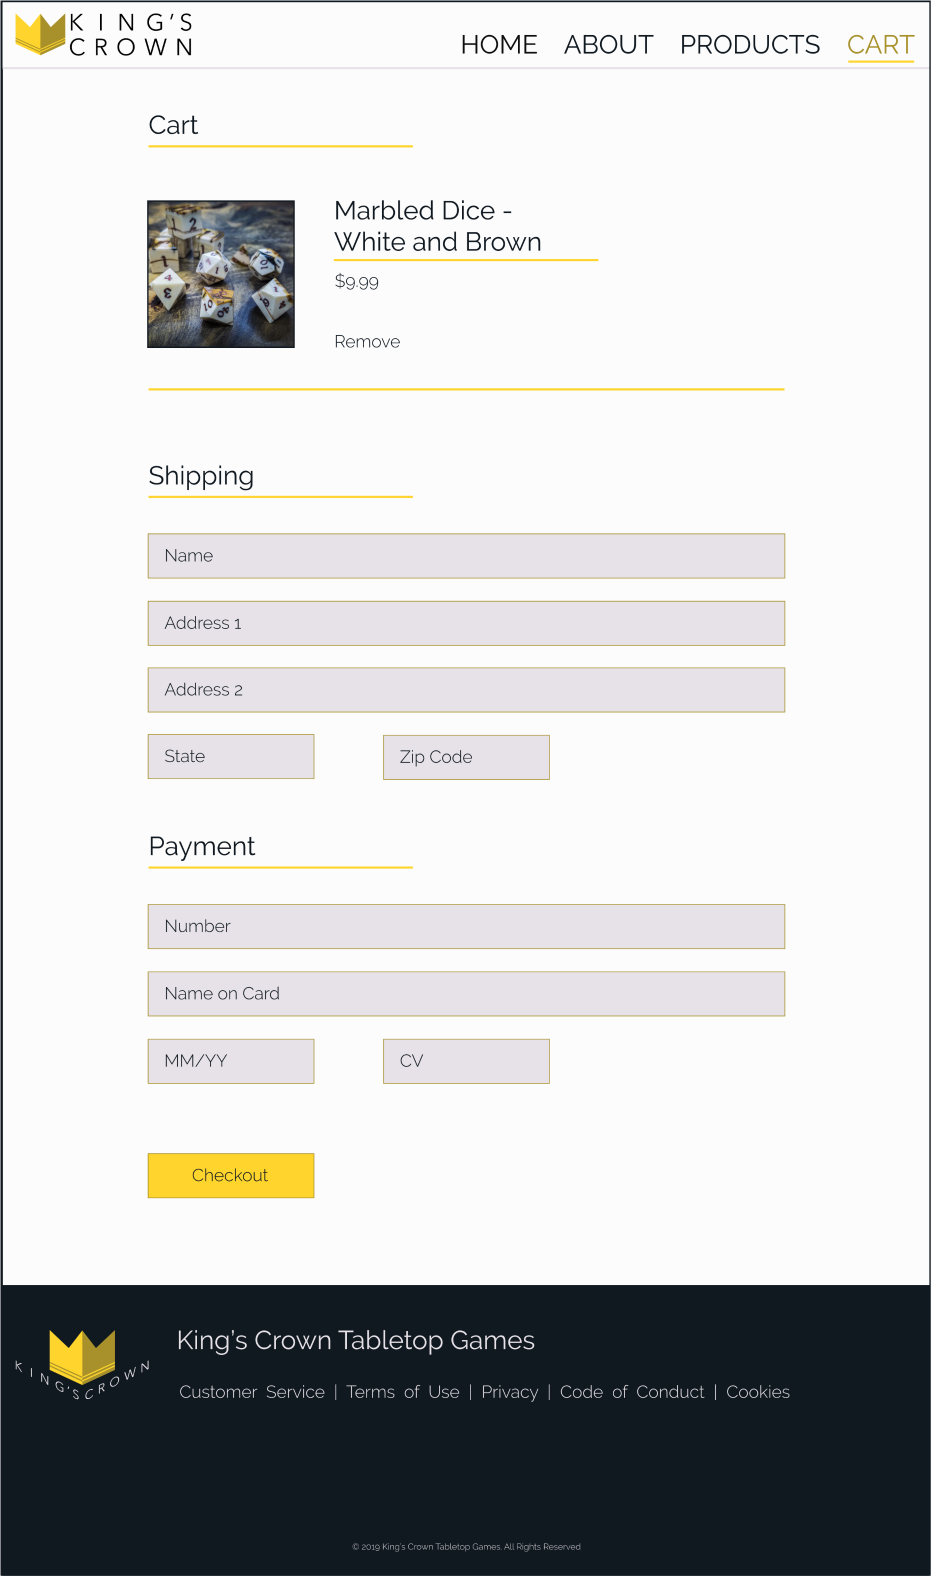 KING'S
CROWN
HOME ABOUT PRODUCTS CART
Cart
Marbled Dice -
White and Brown
$9.99
Remove
Shipping
Name
Address 1
Address 2
State Zip Code
Payment
Number
Name on Card
MM/YY CV
Checkout
KING'S CROWN
King's Crown Tabletop Games
Customer Service | Terms of Use | Privacy | Code of Conduct | Cookies
© 2019 King's Crown Tabletop Games. All Rights Reserved